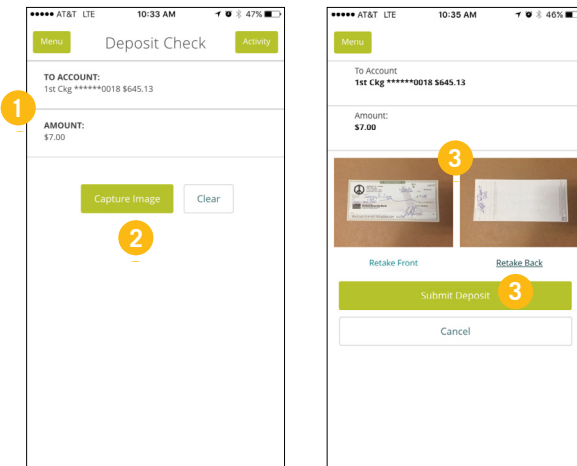 AT&T LTE 10:33 AM 47%
Menu Deposit Check Activity
TO ACCOUNT:
1st Ckg ******0018 $645.13
1
AMOUNT:
$7.00
Capture Image Clear
2
AT&T LTE 10:35 AM 46%
Menu
To Account
1st Ckg ******0018 $645.13
Amount:
$7.00
3
Retake Front Retake Back
Submit Deposit 3
Cancel